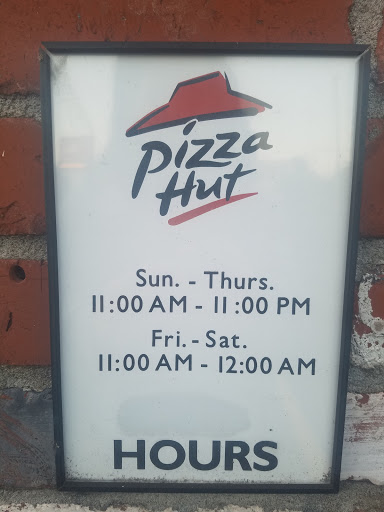 Pizza
Hut
Sun. - Thurs.
11:00 AM - 11:00 PM
Fri. - Sat.
11:00 AM - 12:00 AM
HOURS